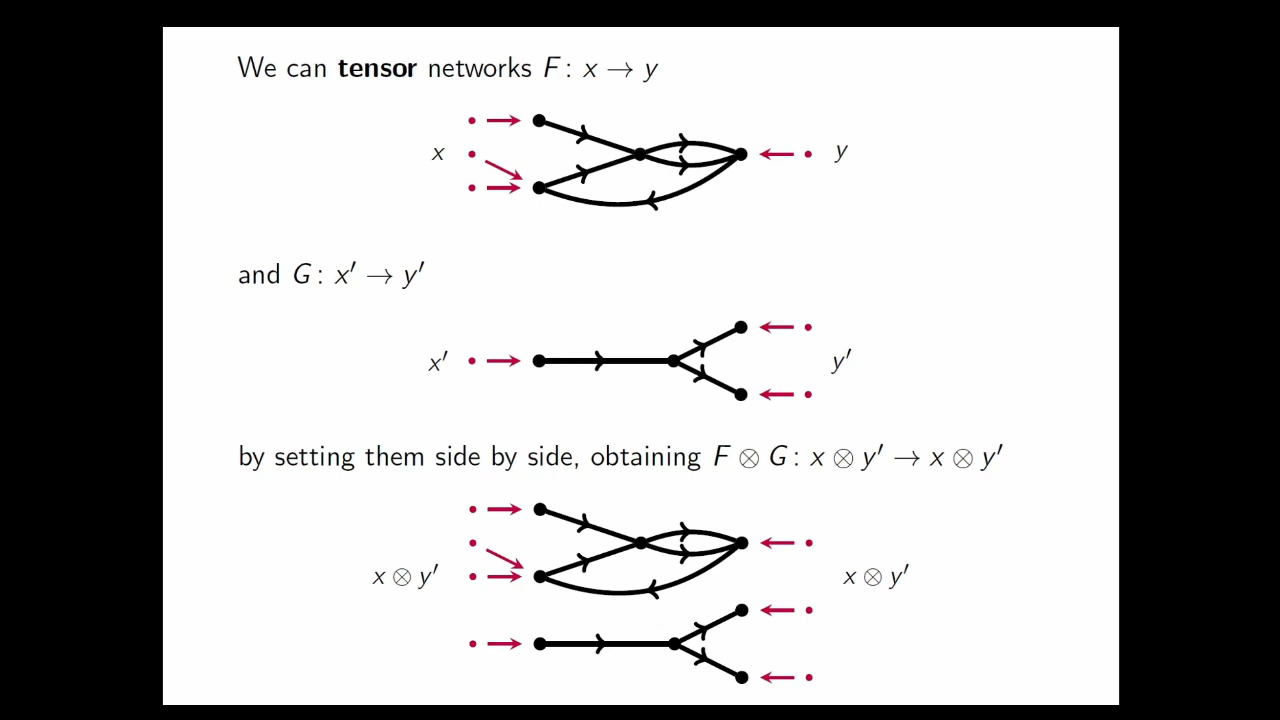 We can tensor networks F : x → y
x y
and G : x′ → y′
x′ y′
by setting them side by side, obtaining F ⊗ G : x ⊗ y′ → x ⊗ y′
x ⊗ y′ x ⊗ y′